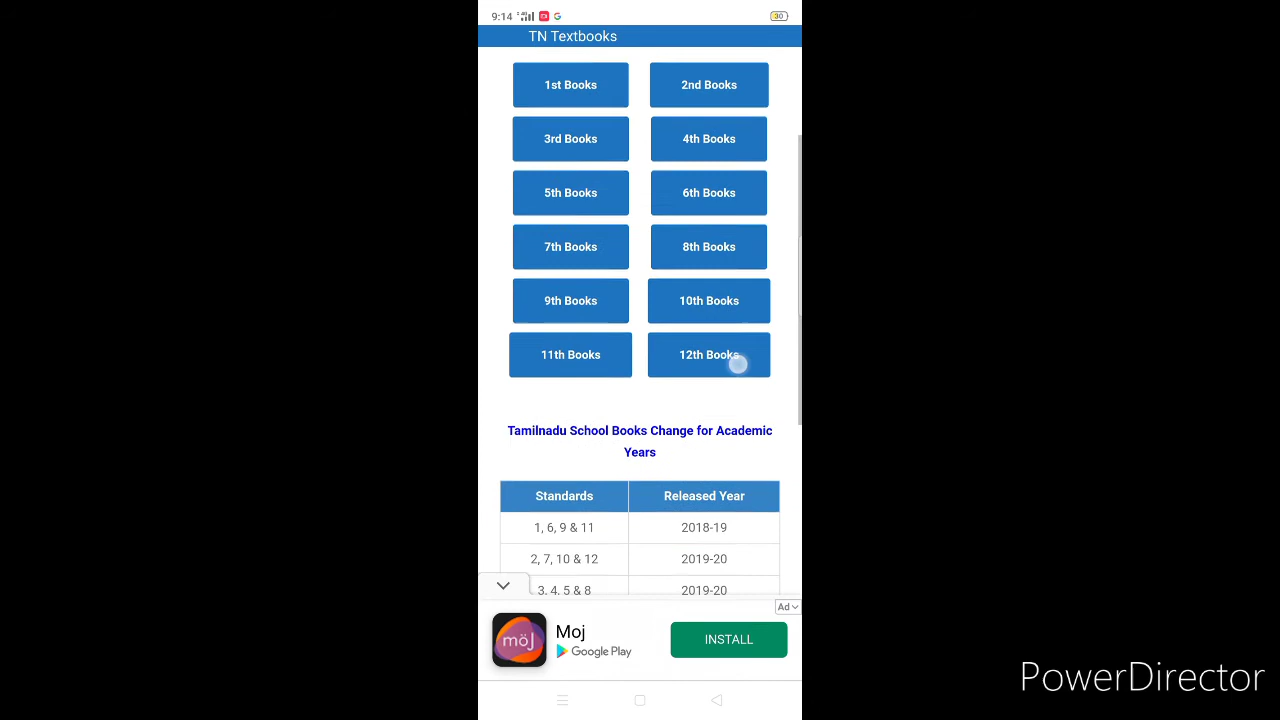 9:14
30
TN Textbooks
1st Books
2nd Books
3rd Books
4th Books
5th Books
6th Books
7th Books
8th Books
9th Books
10th Books
11th Books
12th Books
Tamilnadu School Books Change for Academic
Years
Standards Released Year
1, 6, 9 & 11 2018-19
2, 7, 10 & 12 2019-20
3, 4, 5 & 8 2019-20
Ad
möj
Moj
Google Play
INSTALL
PowerDirector